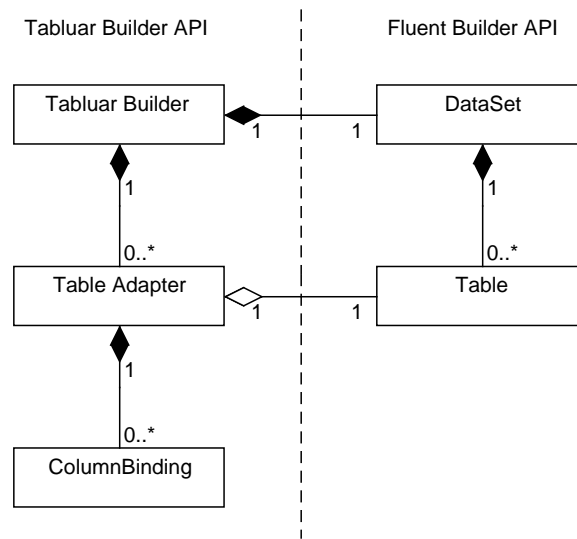 Tabluar Builder API Fluent Builder API
Tabluar Builder DataSet
1 1
1 1
0..* 0..*
Table Adapter Table
1 1
1
0..*
ColumnBinding